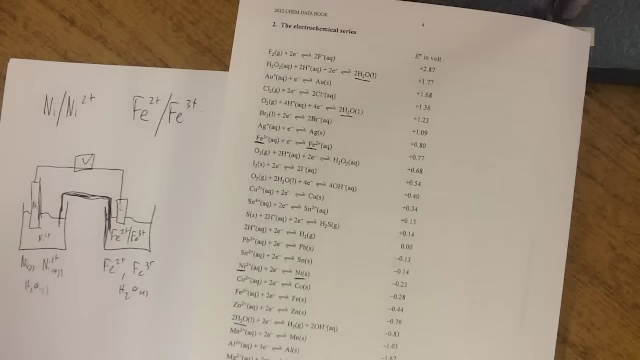 2012 CHEM DATA BOOK
4
2. The electrochemical series
E° in volt
F₂(g) + 2e⁻ ⇌ 2F⁻(aq) +2.87
H₂O₂(aq) + 2H⁺(aq) + 2e⁻ ⇌ 2H₂O(l) +1.77
Au⁺(aq) + e⁻ ⇌ Au(s) +1.68
Cl₂(g) + 2e⁻ ⇌ 2Cl⁻(aq) +1.36
O₂(g) + 4H⁺(aq) + 4e⁻ ⇌ 2H₂O(l) +1.23
Br₂(l) + 2e⁻ ⇌ 2Br⁻(aq) +1.09
Ag⁺(aq) + e⁻ ⇌ Ag(s) +0.80
Fe³⁺(aq) + e⁻ ⇌ Fe²⁺(aq) +0.77
O₂(g) + 2H⁺(aq) + 2e⁻ ⇌ H₂O₂(aq) +0.68
I₂(s) + 2e⁻ ⇌ 2I⁻(aq) +0.54
O₂(g) + 2H₂O(l) + 4e⁻ ⇌ 4OH⁻(aq) +0.40
Cu²⁺(aq) + 2e⁻ ⇌ Cu(s) +0.34
Sn⁴⁺(aq) + 2e⁻ ⇌ Sn²⁺(aq) +0.15
S(s) + 2H⁺(aq) + 2e⁻ ⇌ H₂S(g) +0.14
2H⁺(aq) + 2e⁻ ⇌ H₂(g) 0.00
Pb²⁺(aq) + 2e⁻ ⇌ Pb(s) −0.13
Sn²⁺(aq) + 2e⁻ ⇌ Sn(s) −0.14
Ni²⁺(aq) + 2e⁻ ⇌ Ni(s) −0.23
Co²⁺(aq) + 2e⁻ ⇌ Co(s) −0.28
Fe²⁺(aq) + 2e⁻ ⇌ Fe(s) −0.44
Zn²⁺(aq) + 2e⁻ ⇌ Zn(s) −0.76
2H₂O(l) + 2e⁻ ⇌ H₂(g) + 2OH⁻(aq) −0.83
Mn²⁺(aq) + 2e⁻ ⇌ Mn(s) −1.03
Al³⁺(aq) + 3e⁻ ⇌ Al(s) −1.67
Ni/Ni²⁺ Fe²⁺/Fe³⁺
V
Fe²⁺/Fe³⁺
Ni(s) Ni²⁺(aq) Fe²⁺, Fe³⁺
H₂O(l) H₂O(l)